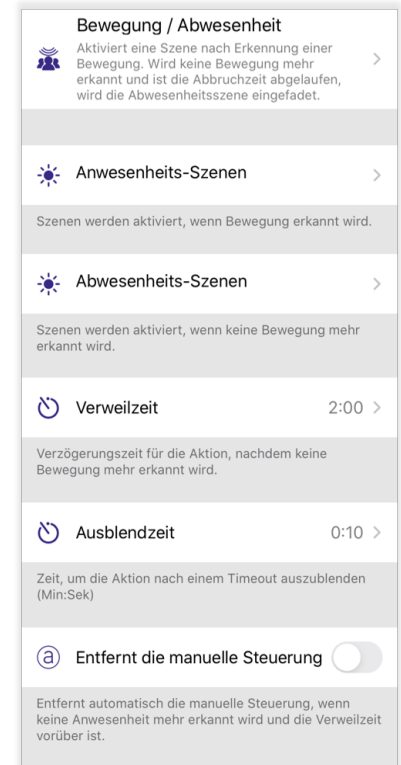 Bewegung / Abwesenheit
Aktiviert eine Szene nach Erkennung einer
Bewegung. Wird keine Bewegung mehr
erkannt und ist die Abbruchzeit abgelaufen,
wird die Abwesenheitsszene eingefadet.
Anwesenheits-Szenen
Szenen werden aktiviert, wenn Bewegung erkannt wird.
Abwesenheits-Szenen
Szenen werden aktiviert, wenn keine Bewegung mehr
erkannt wird.
Verweilzeit 2:00
Verzögerungszeit für die Aktion, nachdem keine
Bewegung mehr erkannt wird.
Ausblendzeit 0:10
Zeit, um die Aktion nach einem Timeout auszublenden
(Min:Sek)
a Entfernt die manuelle Steuerung
Entfernt automatisch die manuelle Steuerung, wenn
keine Anwesenheit mehr erkannt wird und die Verweilzeit
vorüber ist.